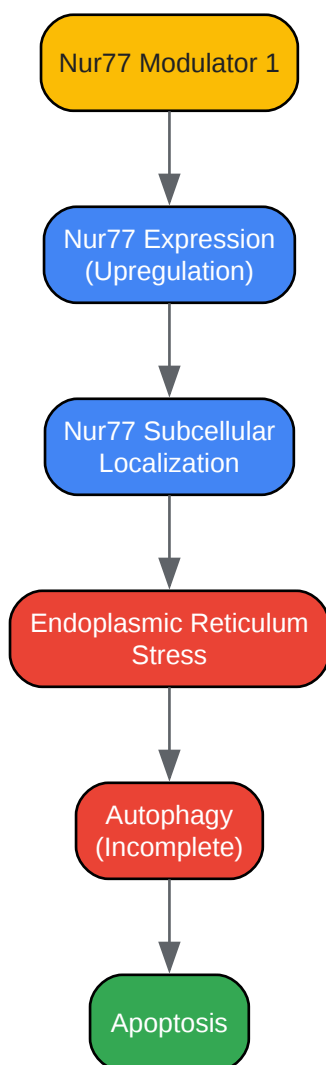 Nur77 Modulator 1
Nur77 Expression
(Upregulation)
Nur77 Subcellular
Localization
Endoplasmic Reticulum
Stress
Autophagy
(Incomplete)
Apoptosis